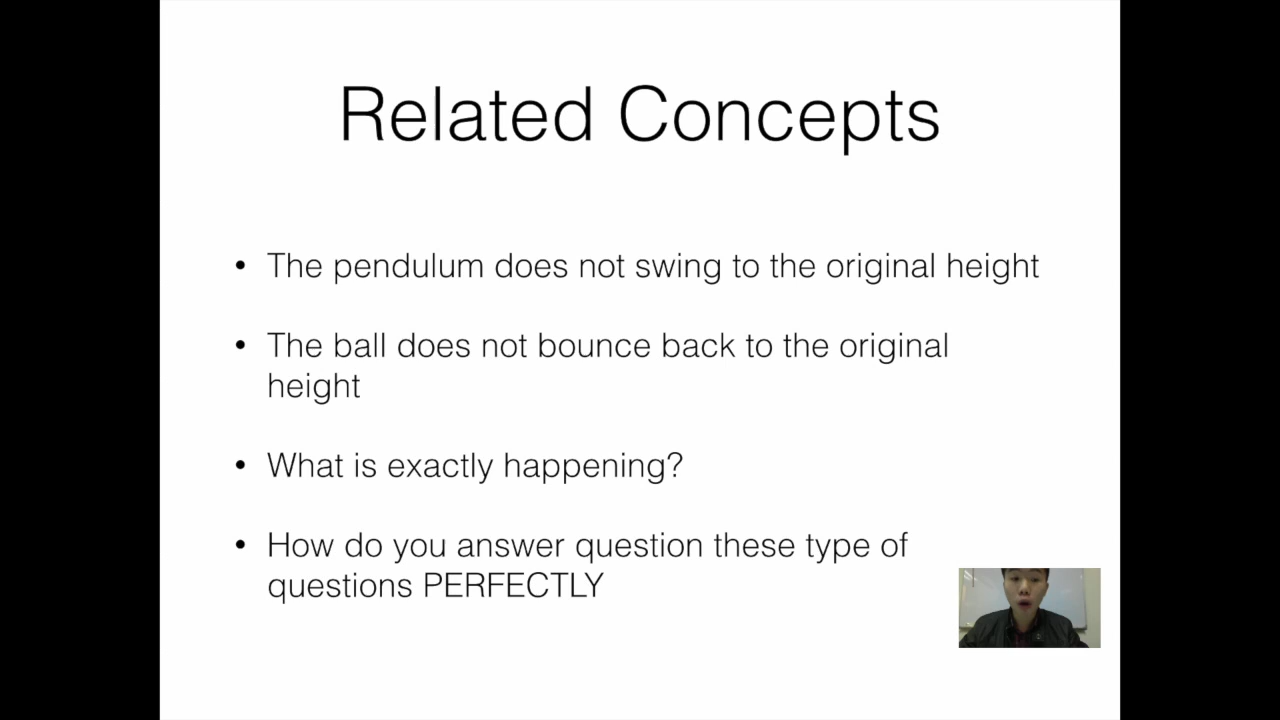 Related Concepts
• The pendulum does not swing to the original height
• The ball does not bounce back to the original
height
• What is exactly happening?
• How do you answer question these type of
questions PERFECTLY